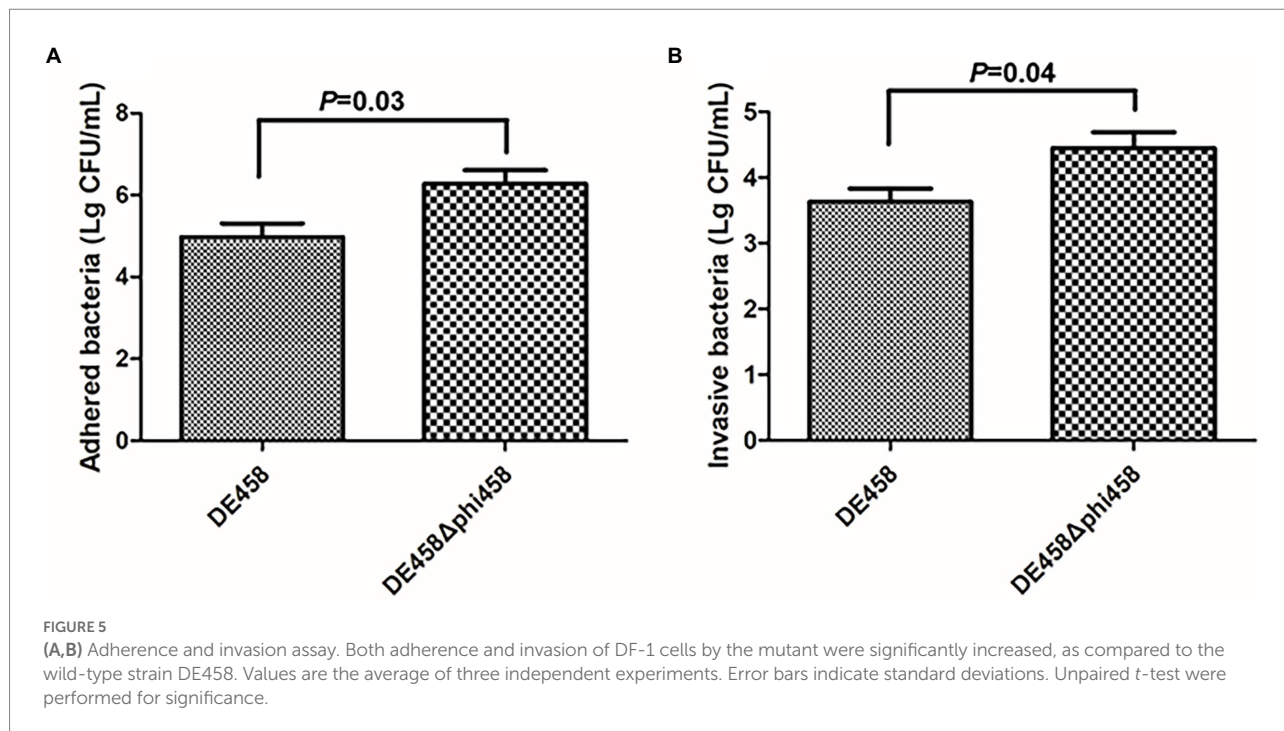 A
Adhered bacteria (Lg CFU/mL)
8
6
4
2
0
P=0.03
DE458
DE458Δphi458
B
Invasive bacteria (Lg CFU/mL)
5
4
3
2
1
0
P=0.04
DE458
DE458Δphi458
FIGURE 5
(A,B) Adherence and invasion assay. Both adherence and invasion of DF-1 cells by the mutant were significantly increased, as compared to the
wild-type strain DE458. Values are the average of three independent experiments. Error bars indicate standard deviations. Unpaired t-test were
performed for significance.